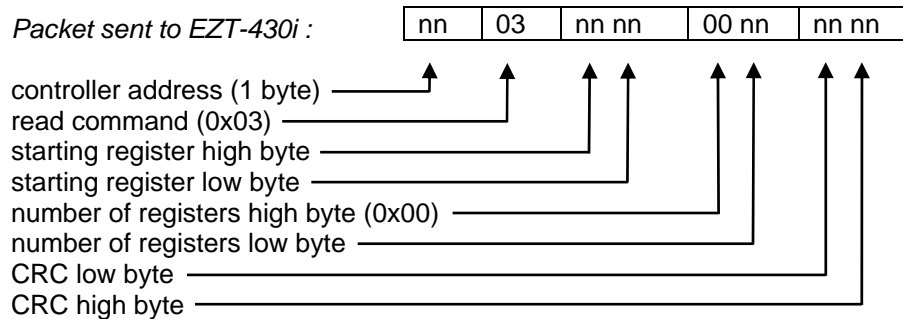 Packet sent to EZT-430i : nn 03 nn nn 00 nn nn nn
controller address (1 byte)
read command (0x03)
starting register high byte
starting register low byte
number of registers high byte (0x00)
number of registers low byte
CRC low byte
CRC high byte